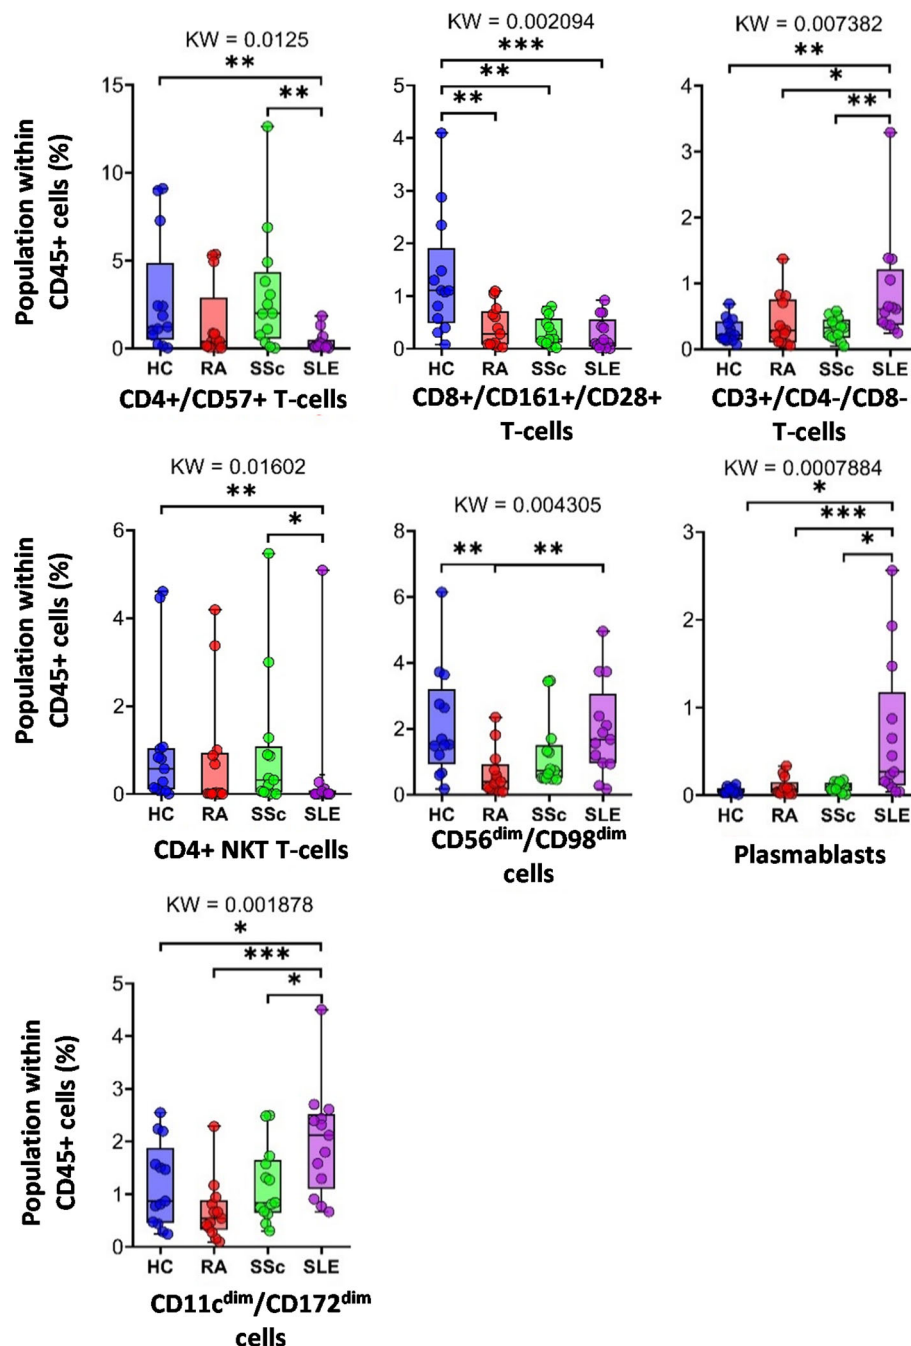 KW = 0.0125
**
**
Population within
CD45+ cells (%)
15
10
5
0
HC RA SSc SLE
CD4+/CD57+ T-cells
KW = 0.002094
***
**
**
5
4
3
2
1
0
HC RA SSc SLE
CD8+/CD161+/CD28+
T-cells
KW = 0.007382
**
*
**
4
3
2
1
0
HC RA SSc SLE
CD3+/CD4-/CD8-
T-cells
KW = 0.01602
**
*
Population within
CD45+ cells (%)
6
4
2
0
HC RA SSc SLE
CD4+ NKT T-cells
KW = 0.004305
** **
8
6
4
2
0
HC RA SSc SLE
CD56dim/CD98dim
cells
KW = 0.0007884
*
***
*
3
2
1
0
HC RA SSc SLE
Plasmablasts
KW = 0.001878
*
***
*
Population within
CD45+ cells (%)
5
4
3
2
1
0
HC RA SSc SLE
CD11cdim/CD172dim
cells